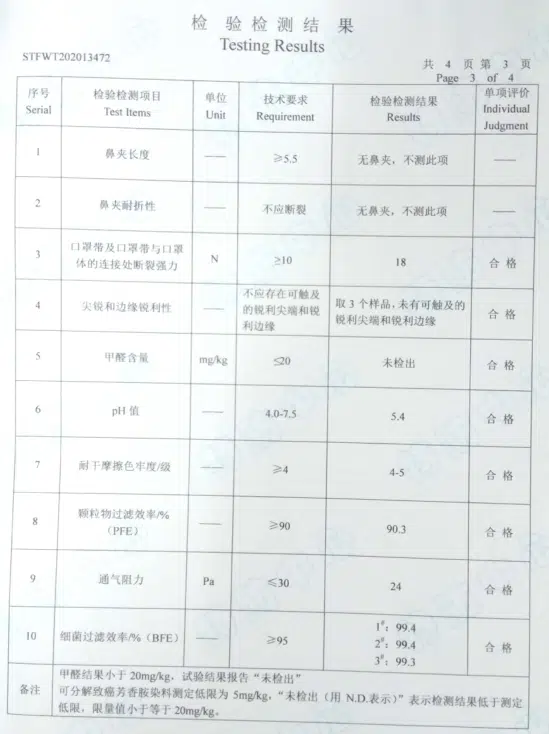 检 验 检 测 结 果
Testing Results
STFWT202013472
共 4 页 第 3 页
Page 3 of 4
序号 检验检测项目 单位 技术要求 检验检测结果 单项评价
Serial Test Items Unit Requirement Results Individual
Judgment
1 鼻夹长度 —— ≥5.5 无鼻夹，不测此项 ——
2 鼻夹耐折性 —— 不应断裂 无鼻夹，不测此项 ——
3 口罩带及口罩带与口罩 N ≥10 18 合 格
体的连接处断裂强力
4 尖锐和边缘锐利性 —— 不应存在可触及 取 3 个样品，未有可触及的 合 格
的锐利尖端和锐 锐利尖端和锐利边缘
利边缘
5 甲醛含量 mg/kg ≤20 未检出 合 格
6 pH 值 —— 4.0-7.5 5.4 合 格
7 耐干摩擦色牢度/级 —— ≥4 4-5 合 格
8 颗粒物过滤效率/% —— ≥90 90.3 合 格
（PFE）
9 通气阻力 Pa ≤30 24 合 格
10 细菌过滤效率/%（BFE） —— ≥95 1#：99.4 合 格
2#：99.4
3#：99.3
备注 甲醛结果小于 20mg/kg，试验结果报告“未检出”
可分解致癌芳香胺染料测定低限为 5mg/kg，“未检出（用 N.D.表示）”表示检测结果低于测定
低限，限量值小于等于 20mg/kg。